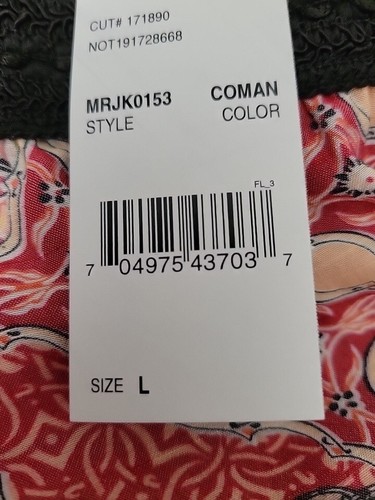 CUT# 171890
NOT191728668
MRJK0153 COMAN
STYLE COLOR
FL_3
7 04975 43703 7
SIZE L